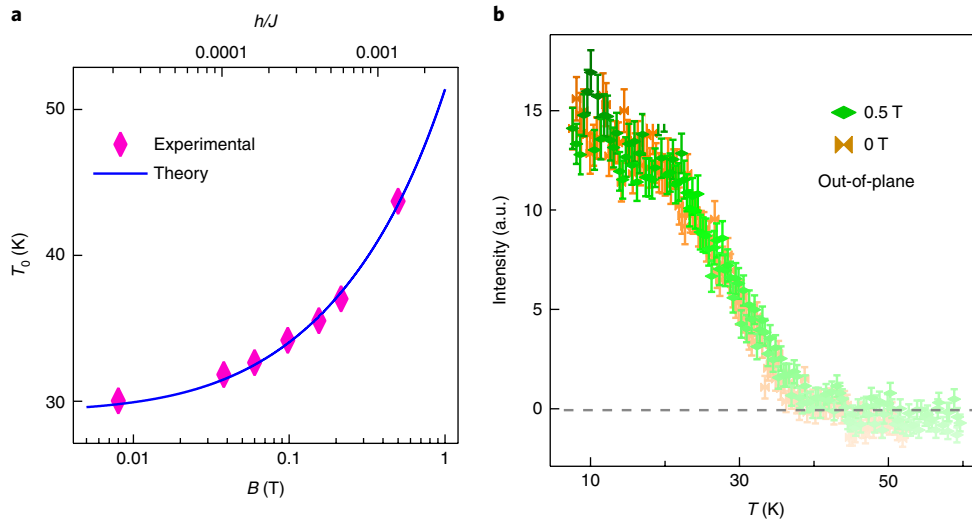 a
h/J
0.0001
0.001
50
40
30
T0 (K)
Experimental
Theory
0.01
0.1
1
B (T)
b
15
10
5
0
Intensity (a.u.)
0.5 T
0 T
Out-of-plane
10
30
50
T (K)